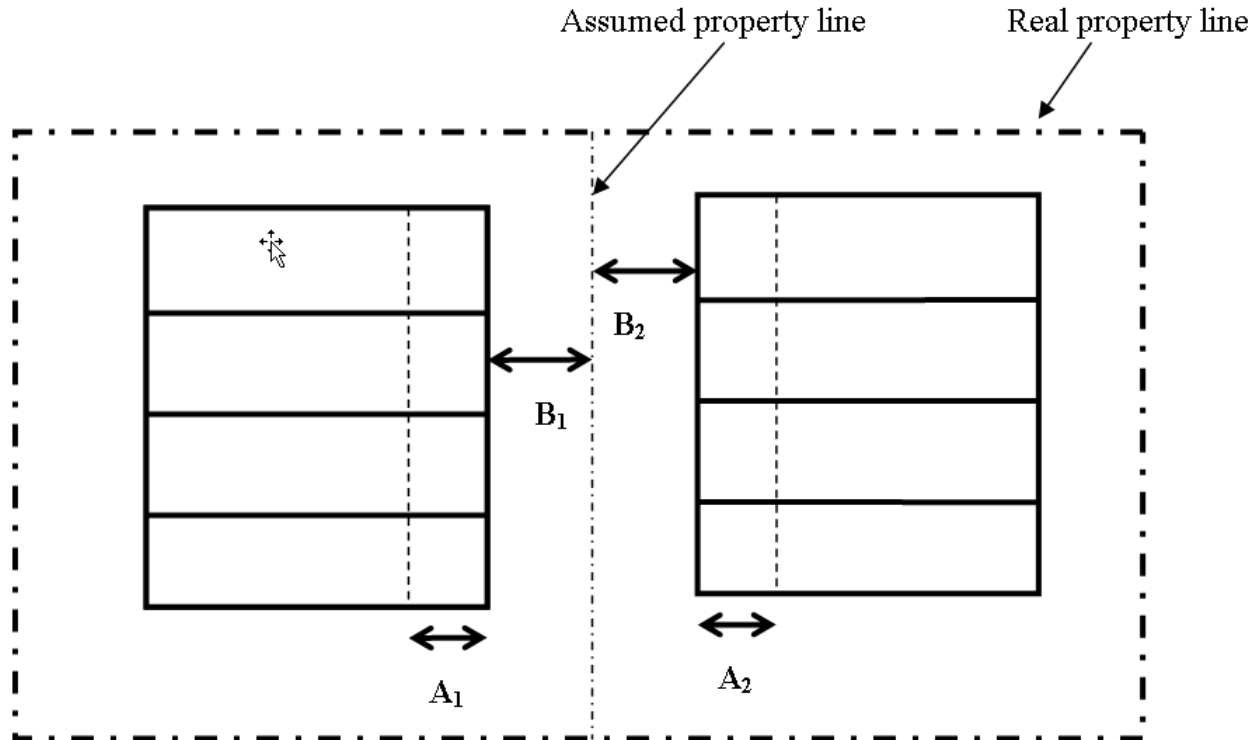 Assumed property line
Real property line
B₂
B₁
A₁
A₂